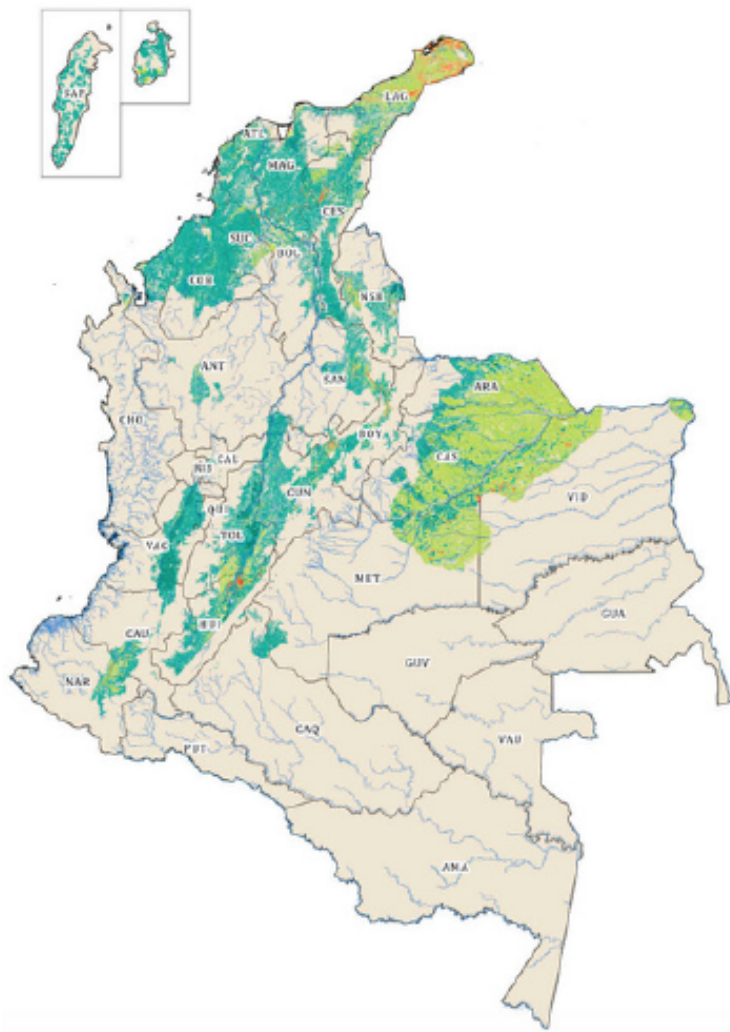 SAP
LAG
ATL
MAG
CES
SUC
BOL
COR
NSR
ANT
SAN
ARA
CHO
BOY
CAS
CAL
RIS
CUN
VID
QUI
TOL
VAC
MET
GUA
HUI
CAU
GUV
NAR
CAQ
VAU
PUT
AMA